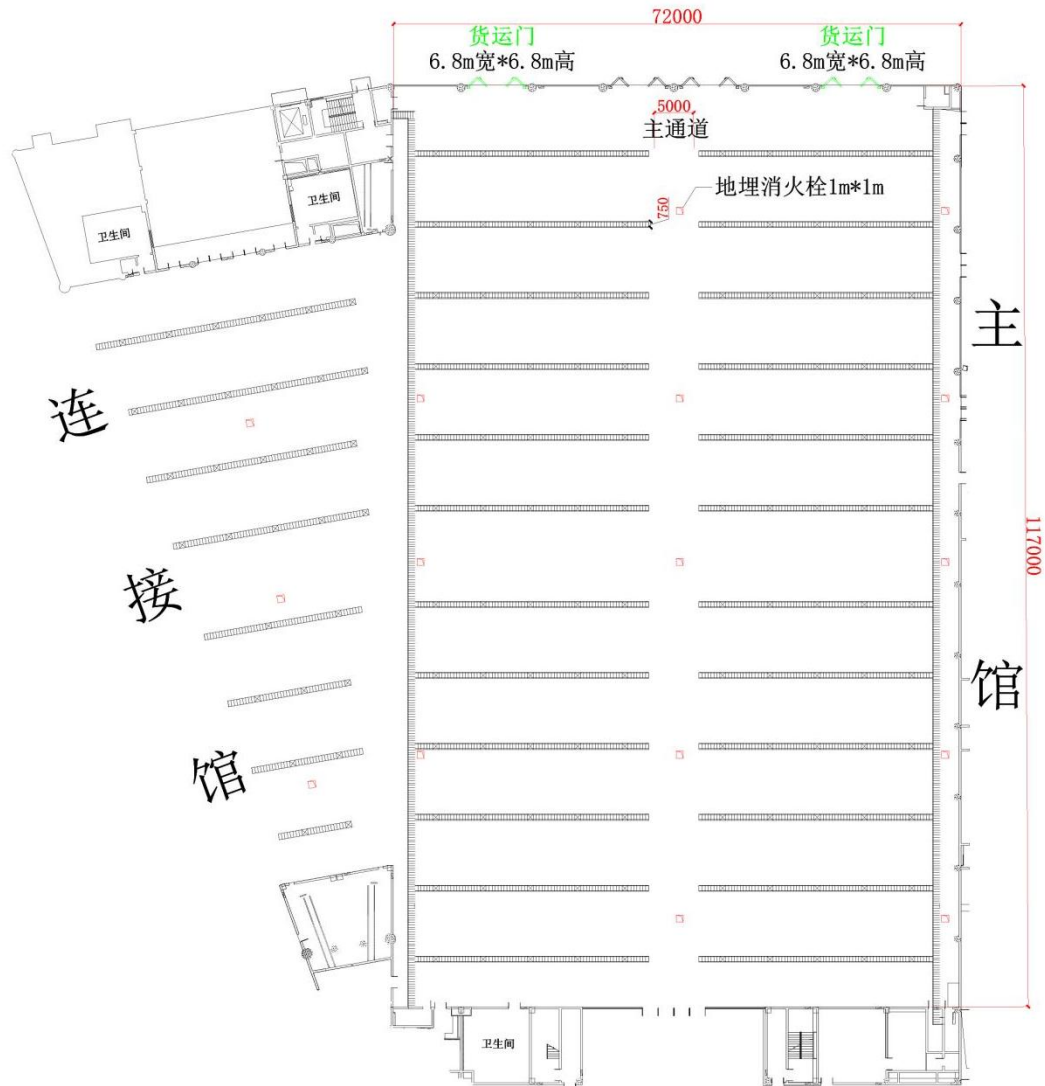 72000
货运门
6.8m宽*6.8m高
货运门
6.8m宽*6.8m高
5000
主通道
地埋消火栓1m*1m
750
卫生间
卫生间
主
馆
117000
连
接
馆
卫生间